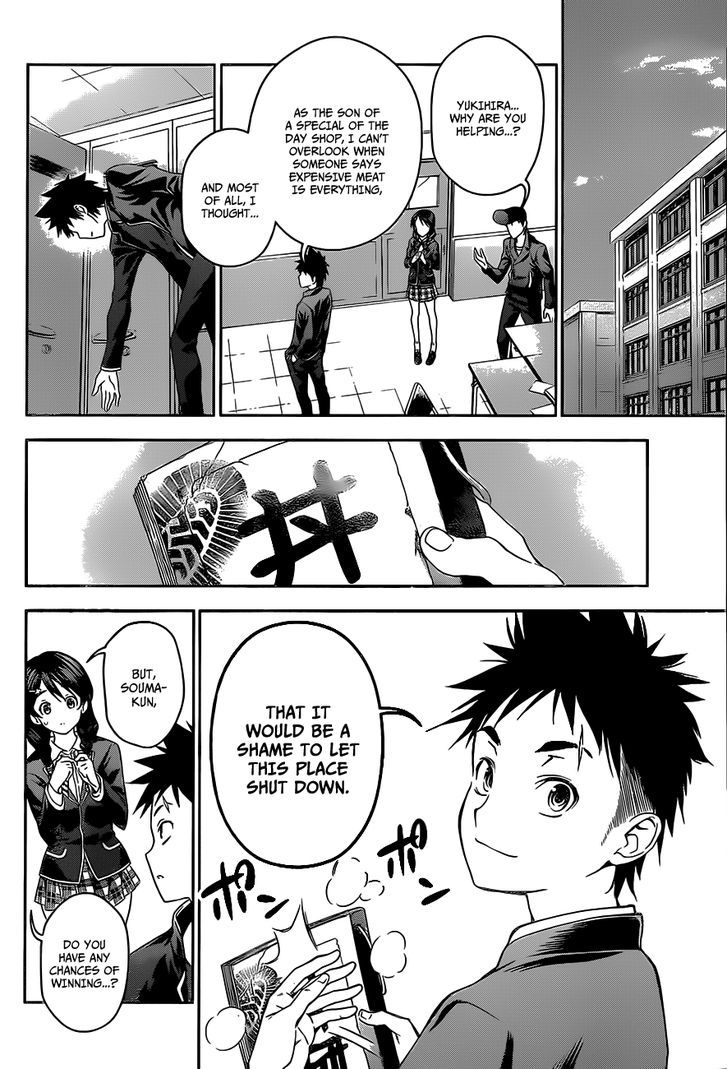 YUKIHIRA...
WHY ARE YOU
HELPING...?
AS THE SON OF
A SPECIAL OF THE
DAY SHOP, I CAN'T
OVERLOOK WHEN
SOMEONE SAYS
EXPENSIVE MEAT
IS EVERYTHING,
AND MOST
OF ALL, I
THOUGHT...
丼
THAT IT
WOULD BE A
SHAME TO LET
THIS PLACE
SHUT DOWN.
ポン
ポン
BUT,
SOUMA-
KUN,
DO YOU
HAVE ANY
CHANCES OF
WINNING...?